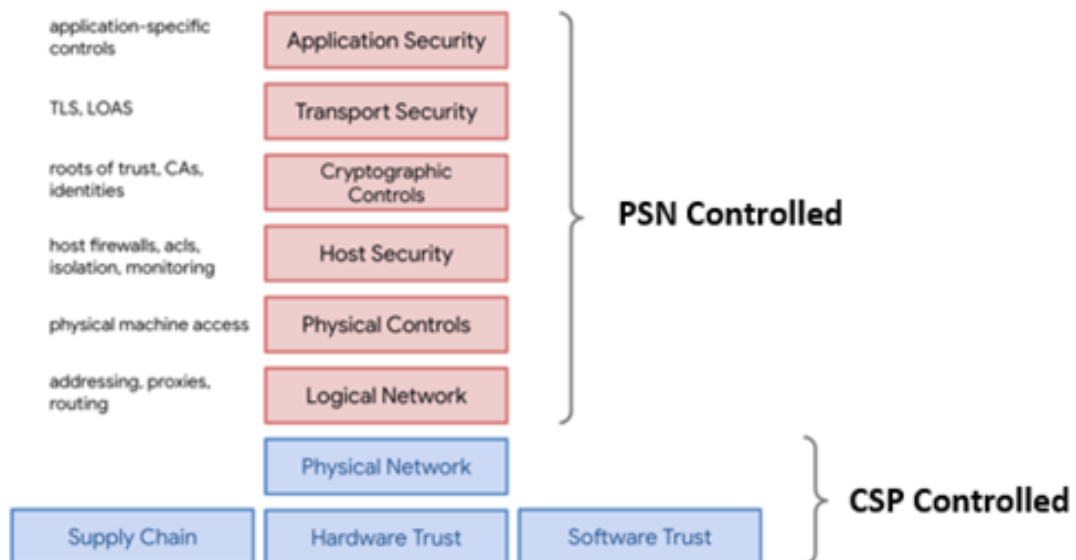 application-specific
controls
Application Security
TLS, LOAS
Transport Security
roots of trust, CAs,
identities
Cryptographic
Controls
PSN Controlled
host firewalls, acls,
isolation, monitoring
Host Security
physical machine access
Physical Controls
addressing, proxies,
routing
Logical Network
Physical Network
CSP Controlled
Supply Chain
Hardware Trust
Software Trust